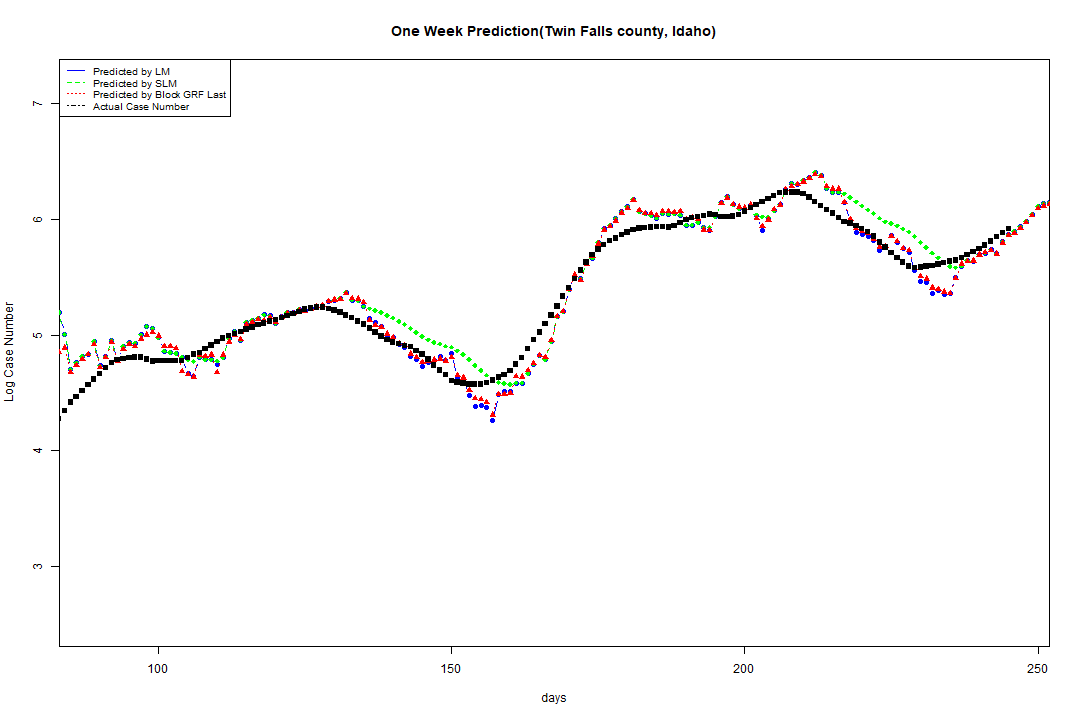 One Week Prediction(Twin Falls county, Idaho)
Predicted by LM
Predicted by SLM
Predicted by Block GRF Last
Actual Case Number
7
6
5
4
3
Log Case Number
100 150 200 250
days